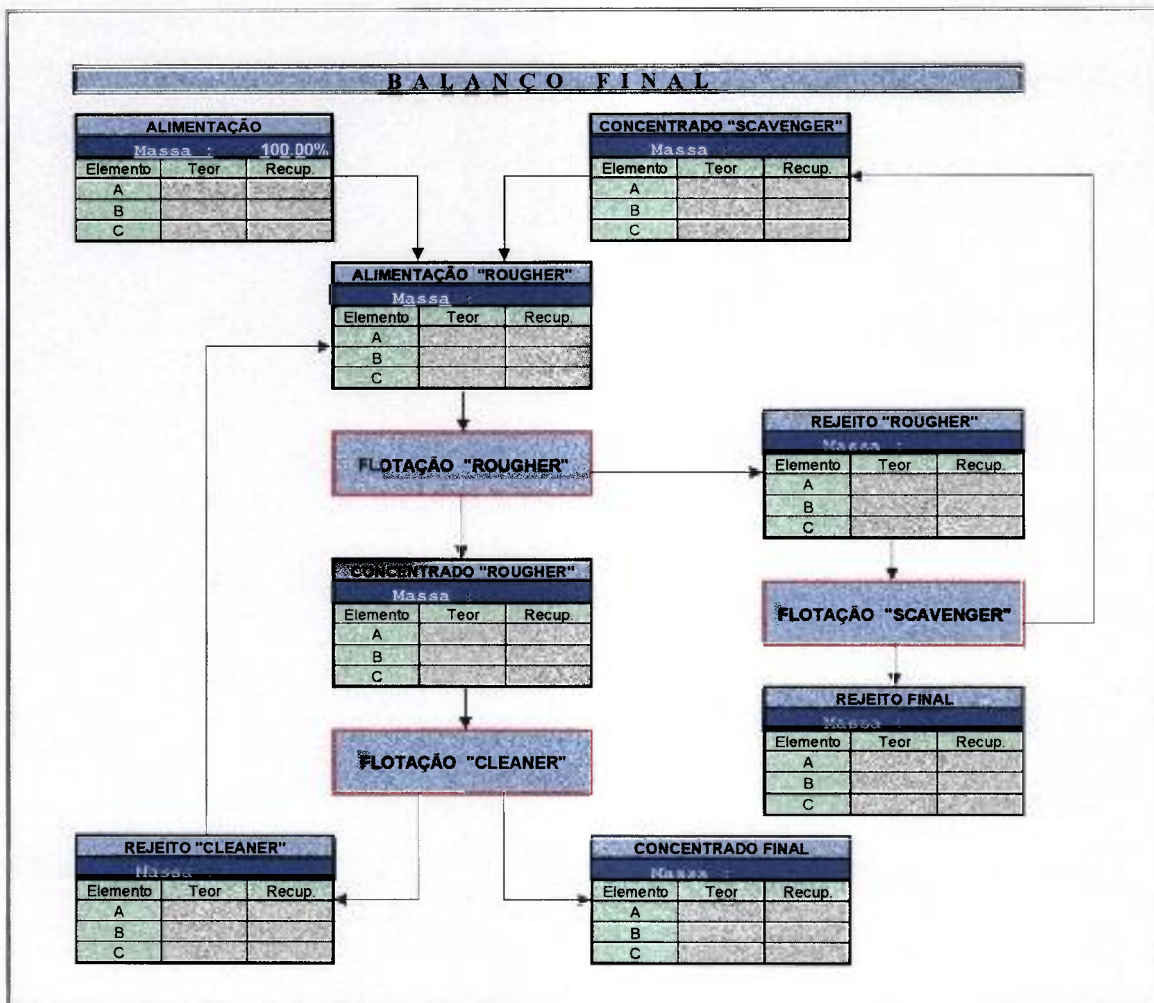 BALANÇO FINAL
ALIMENTAÇÃO
Massa : 100.00%
Elemento Teor Recup.
A
B
C
CONCENTRADO "SCAVENGER"
Massa :
Elemento Teor Recup.
A
B
C
ALIMENTAÇÃO "ROUGHER"
Massa :
Elemento Teor Recup.
A
B
C
FLOTAÇÃO "ROUGHER"
REJEITO "ROUGHER"
Massa :
Elemento Teor Recup.
A
B
C
CONCENTRADO "ROUGHER"
Massa :
Elemento Teor Recup.
A
B
C
FLOTAÇÃO "SCAVENGER"
REJEITO FINAL
Massa :
Elemento Teor Recup.
A
B
C
FLOTAÇÃO "CLEANER"
REJEITO "CLEANER"
Massa :
Elemento Teor Recup.
A
B
C
CONCENTRADO FINAL
Massa :
Elemento Teor Recup.
A
B
C